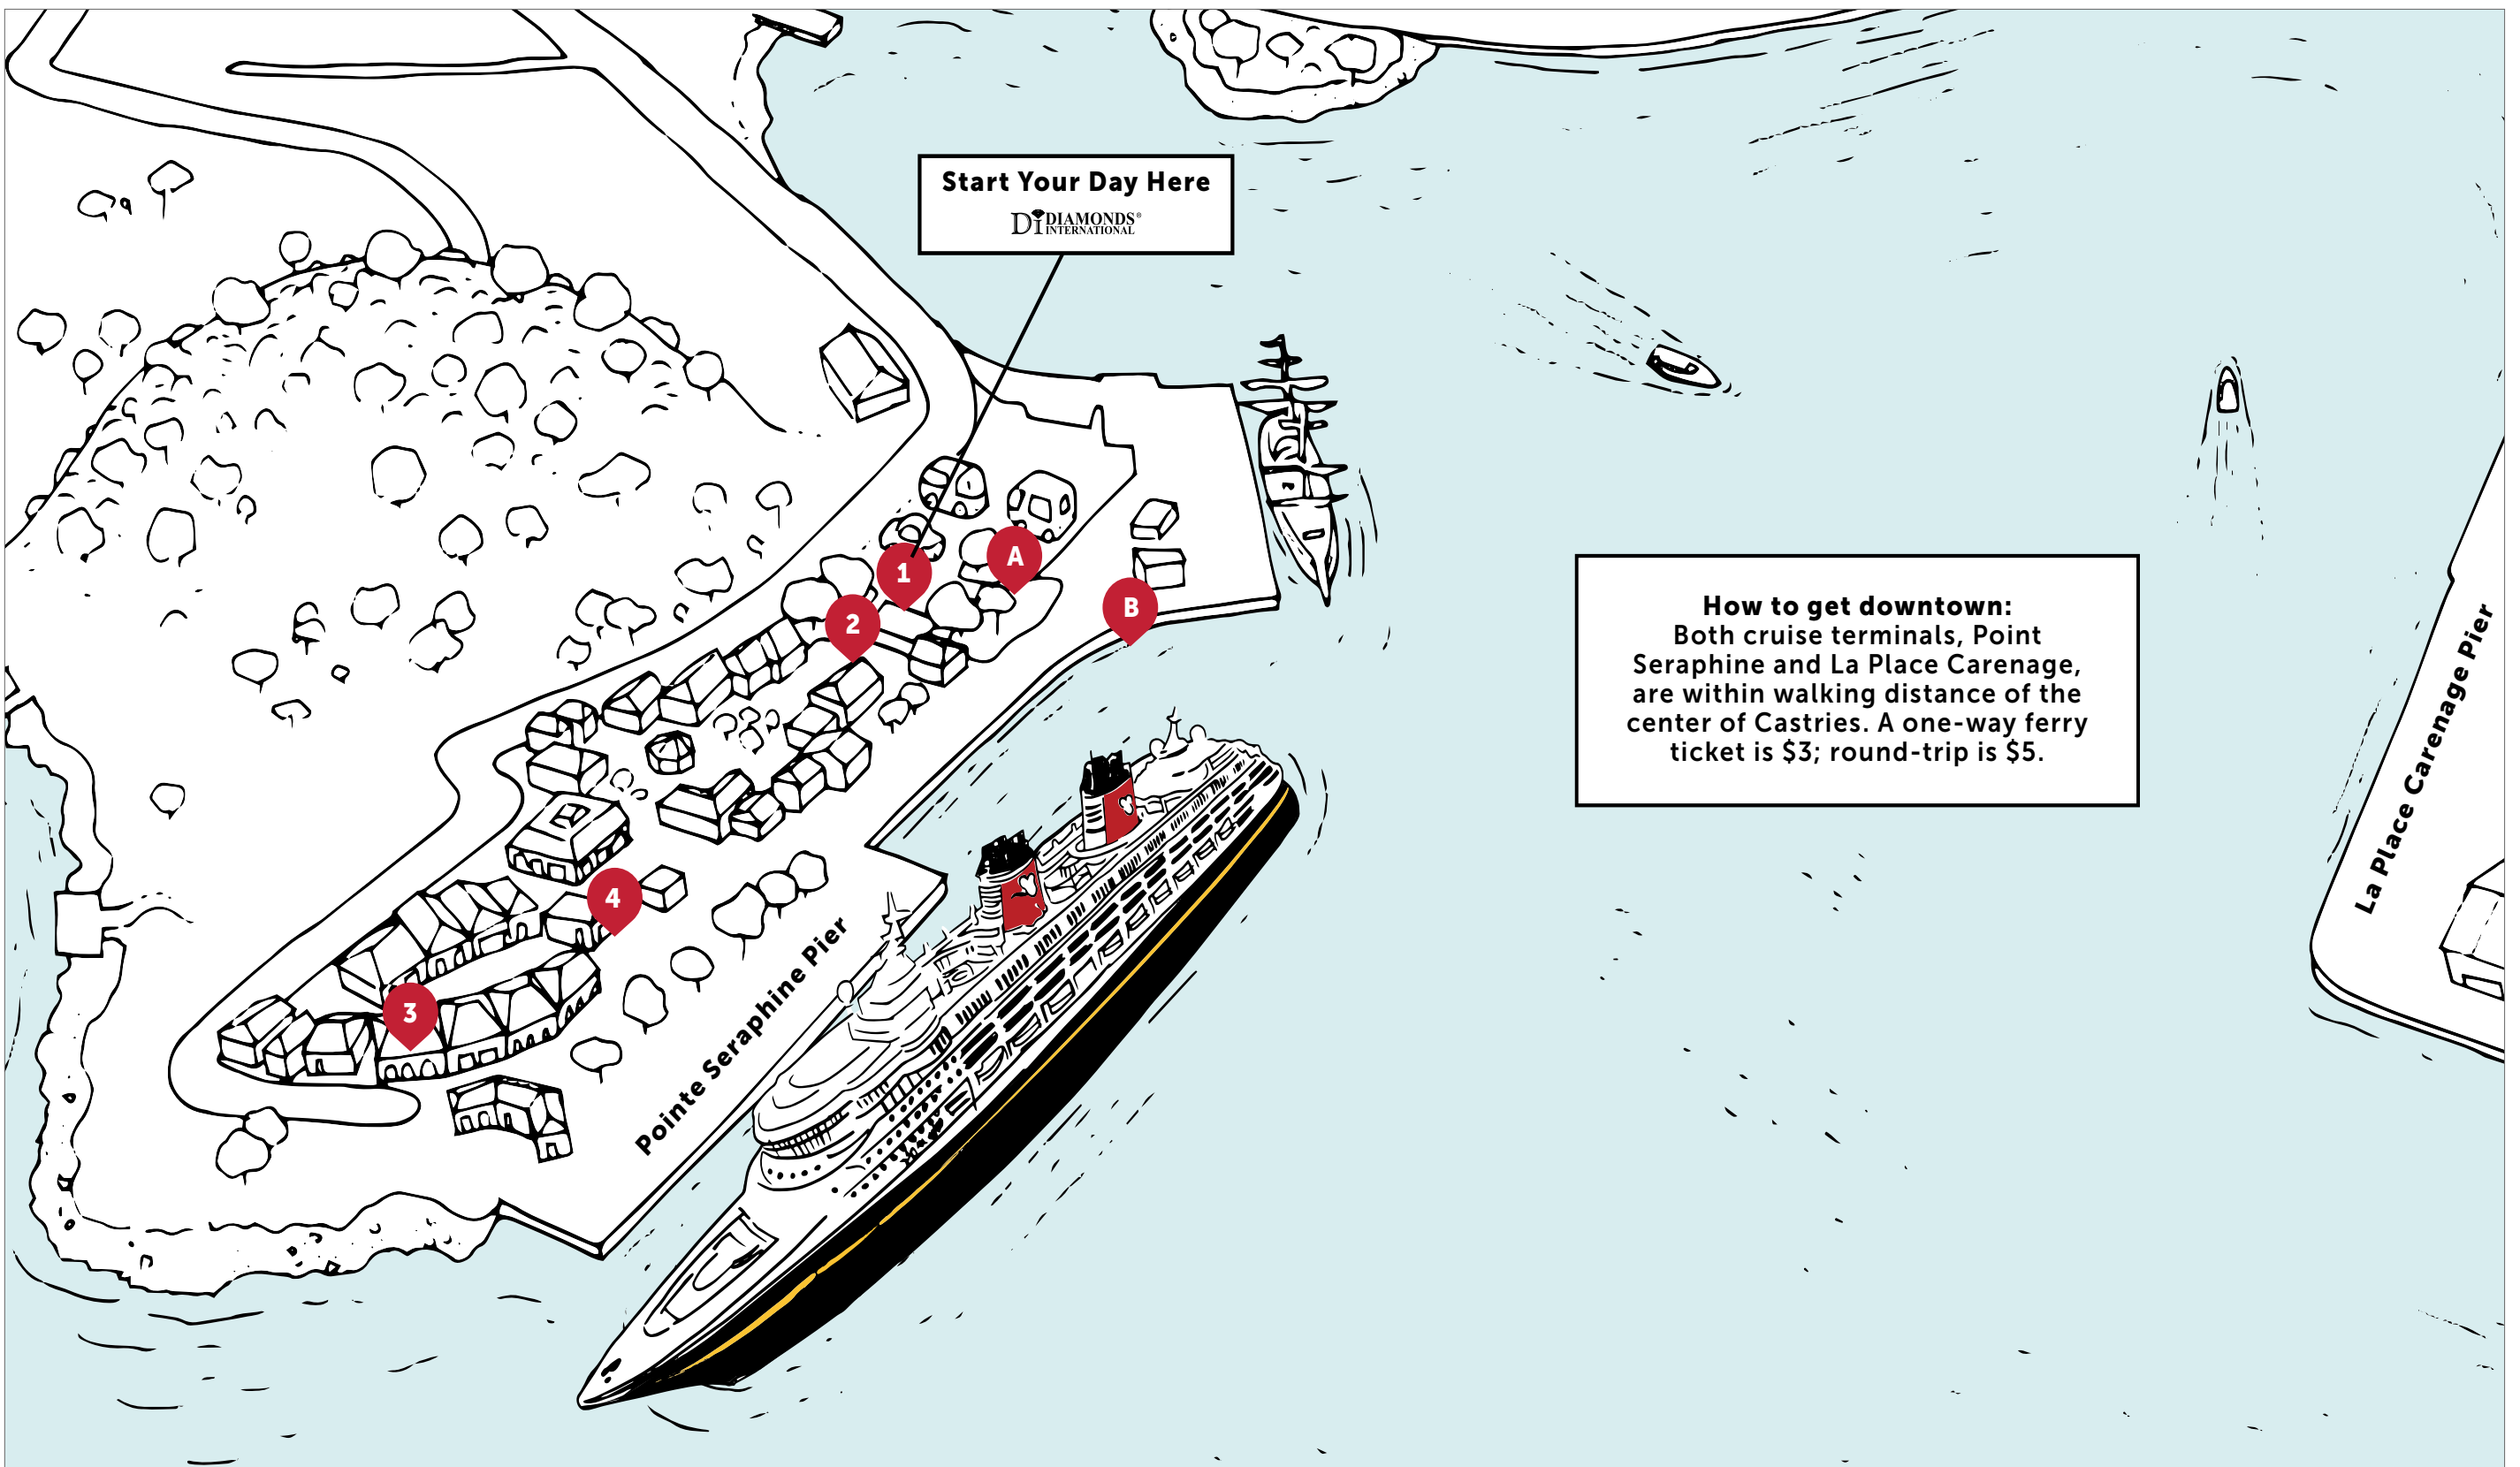 Start Your Day Here
Di DIAMONDS®
INTERNATIONAL
1
A
2
B
How to get downtown:
Both cruise terminals, Point
Seraphine and La Place Carenage,
are within walking distance of the
center of Castries. A one-way ferry
ticket is $3; round-trip is $5.
La Place Carenage Pier
4
3
Pointe Seraphine Pier